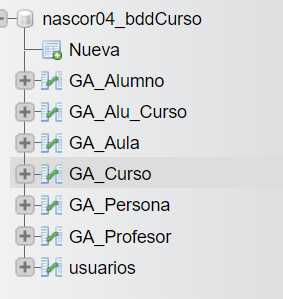 nascor04_bddCurso
Nueva
GA_Alumno
GA_Alu_Curso
GA_Aula
GA_Curso
GA_Persona
GA_Profesor
usuarios